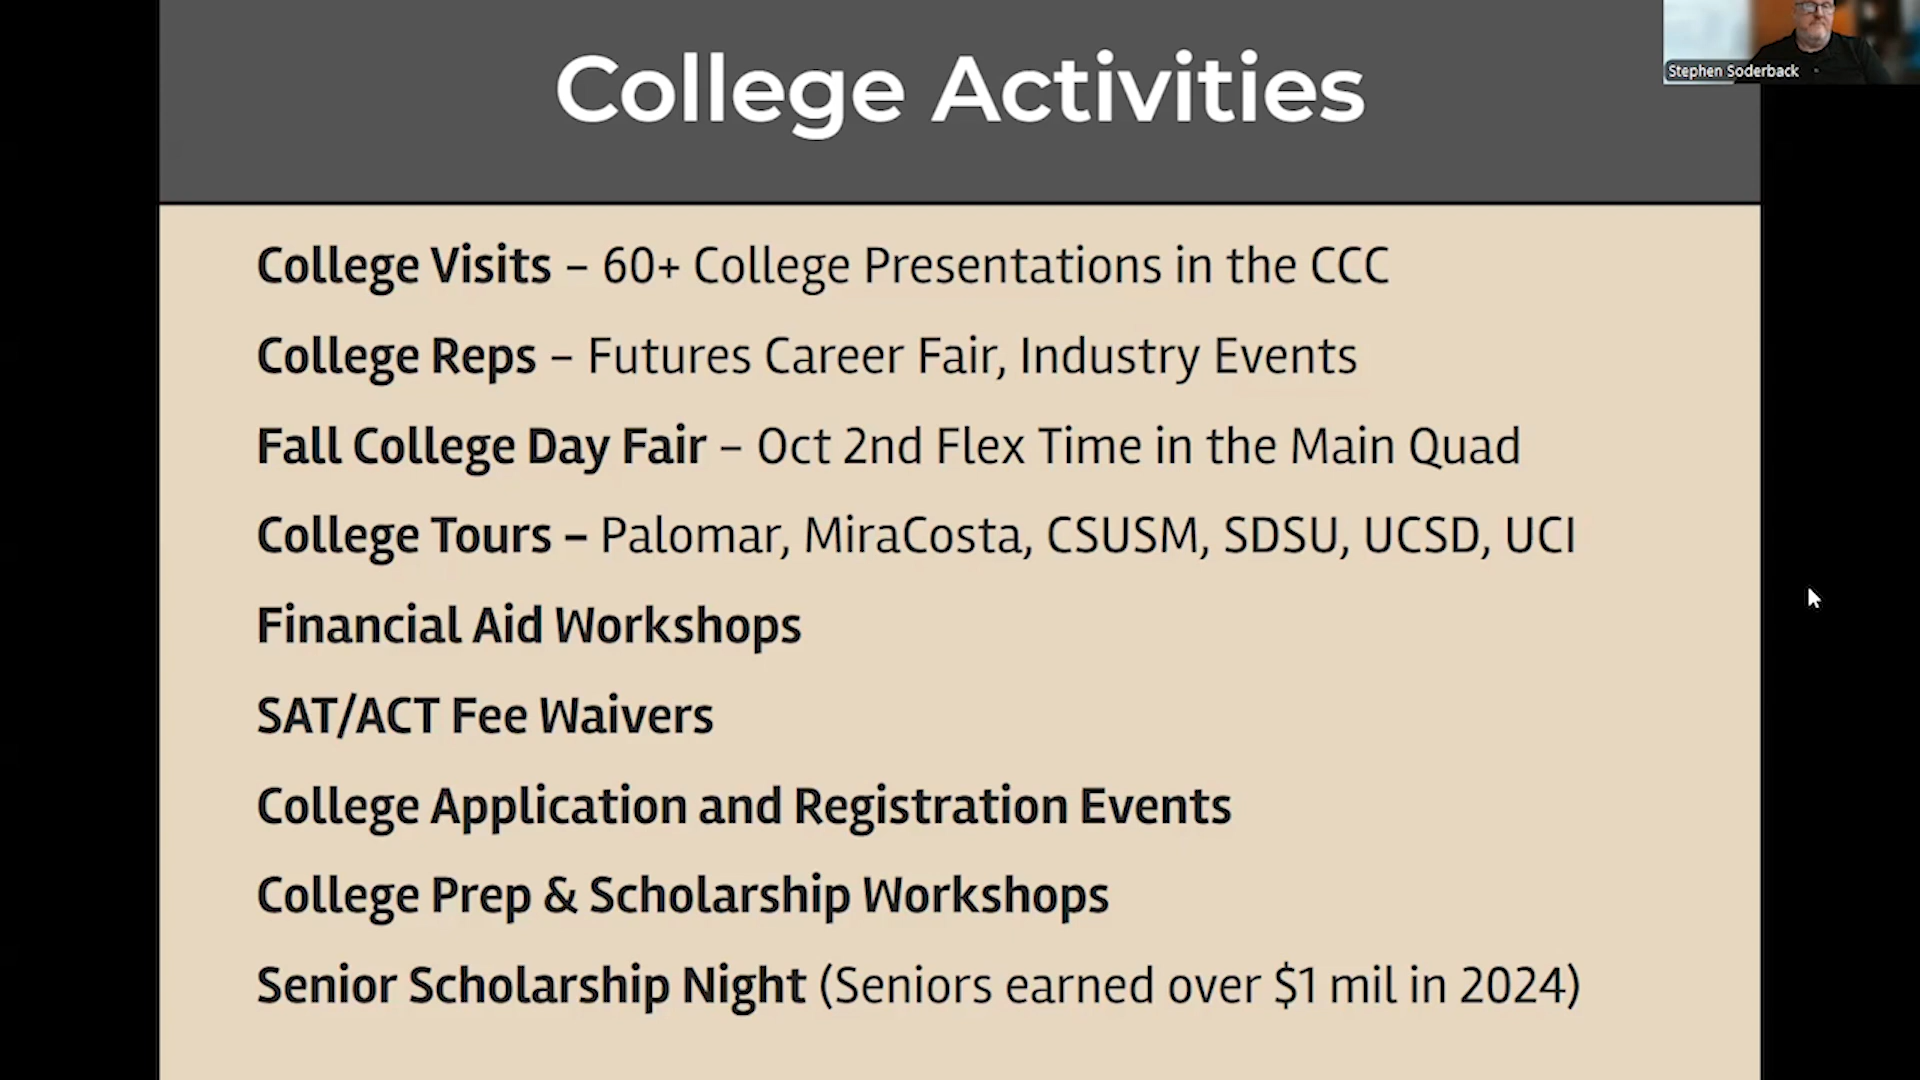 College Activities
Stephen Soderback
College Visits – 60+ College Presentations in the CCC
College Reps – Futures Career Fair, Industry Events
Fall College Day Fair – Oct 2nd Flex Time in the Main Quad
College Tours – Palomar, MiraCosta, CSUSM, SDSU, UCSD, UCI
Financial Aid Workshops
SAT/ACT Fee Waivers
College Application and Registration Events
College Prep & Scholarship Workshops
Senior Scholarship Night (Seniors earned over $1 mil in 2024)